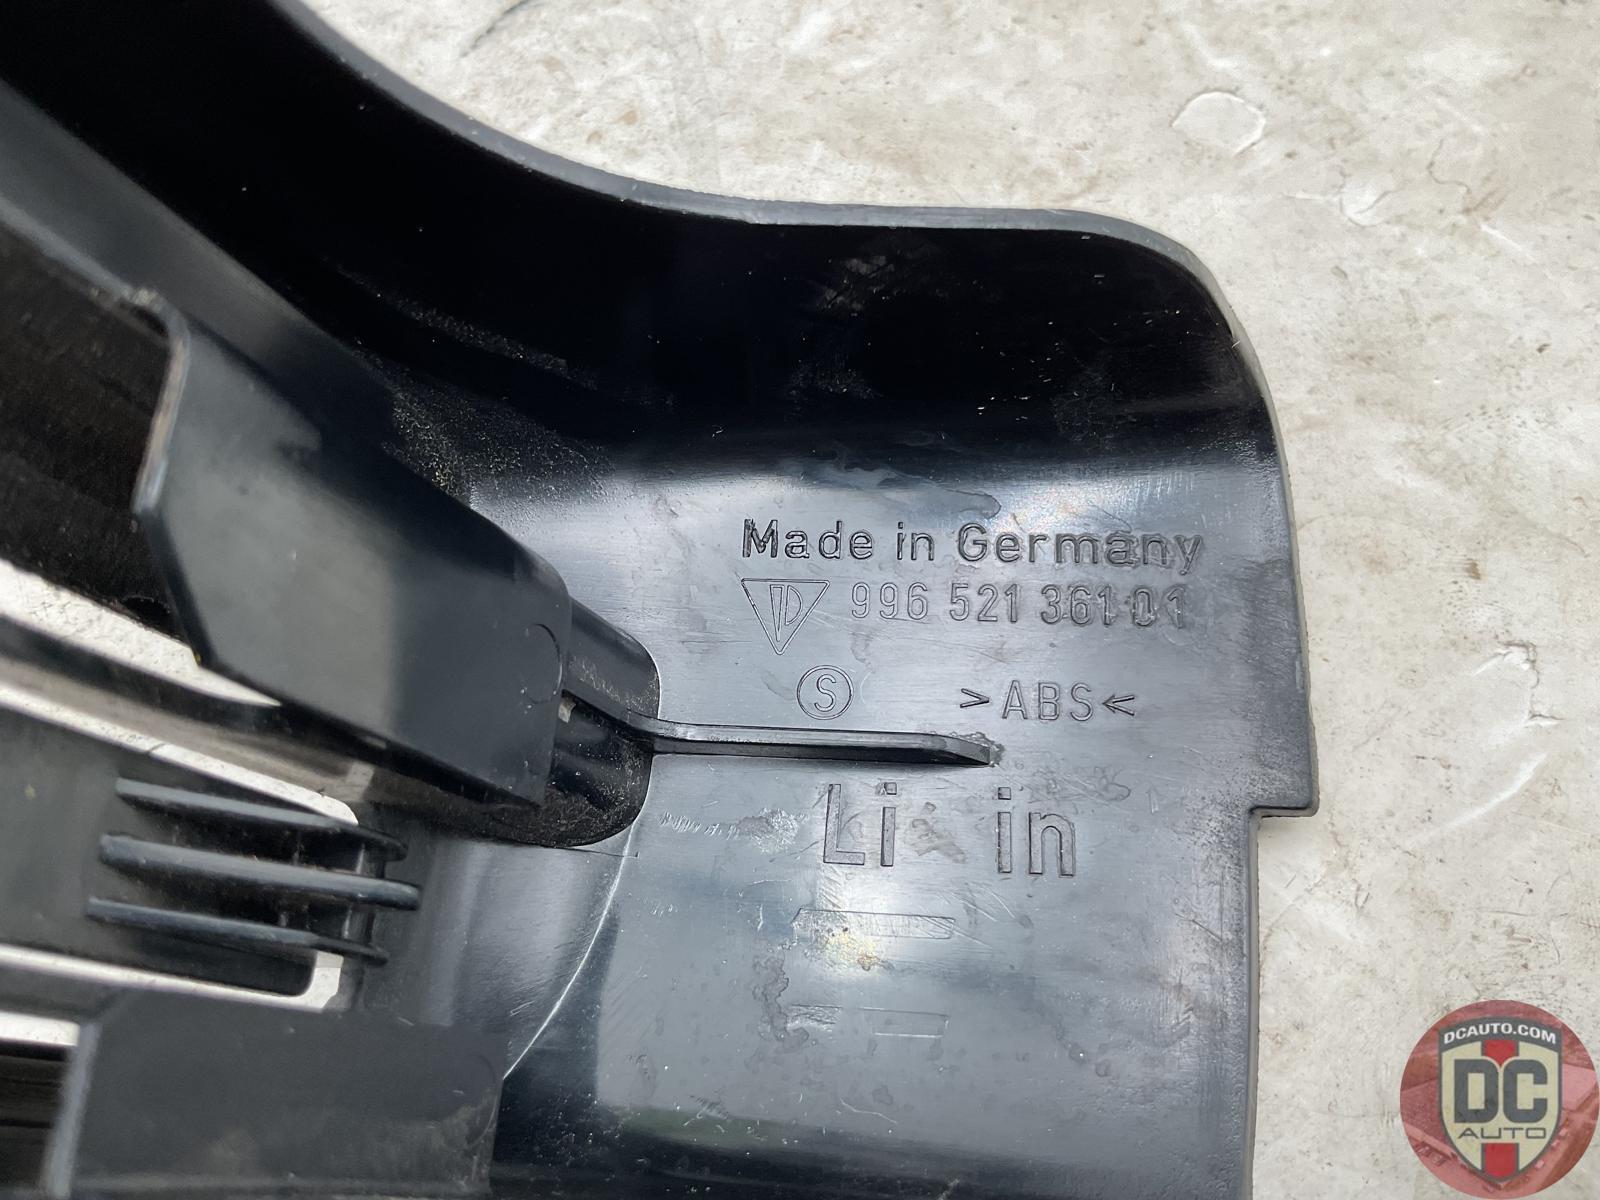 Made in Germany
996 521 361 01
S
>ABS<
Li in
DCAUTO.COM
DC
AUTO